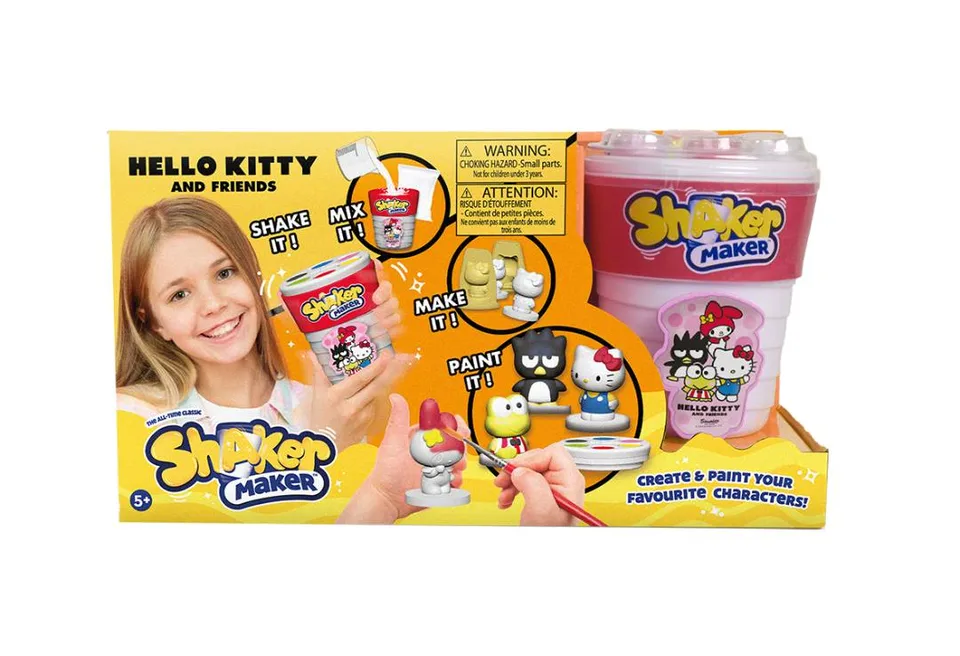 HELLO KITTY
AND FRIENDS
SHAKE
IT !
MIX
IT !
Shaker
MAKER
⚠ WARNING:
CHOKING HAZARD-Small parts.
Not for children under 3 years.
⚠ ATTENTION:
RISQUE D'ÉTOUFFEMENT
- Contient de petites pièces.
Ne convient pas aux enfants de moins de
trois ans.
Shaker
MAKER
MAKE
IT !
PAINT
IT !
THE ALL-TIME CLASSIC
Shaker
MAKER™
5+
Shaker
MAKER
HELLO KITTY
AND FRIENDS
Sanrio
CREATE & PAINT YOUR
FAVOURITE CHARACTERS!